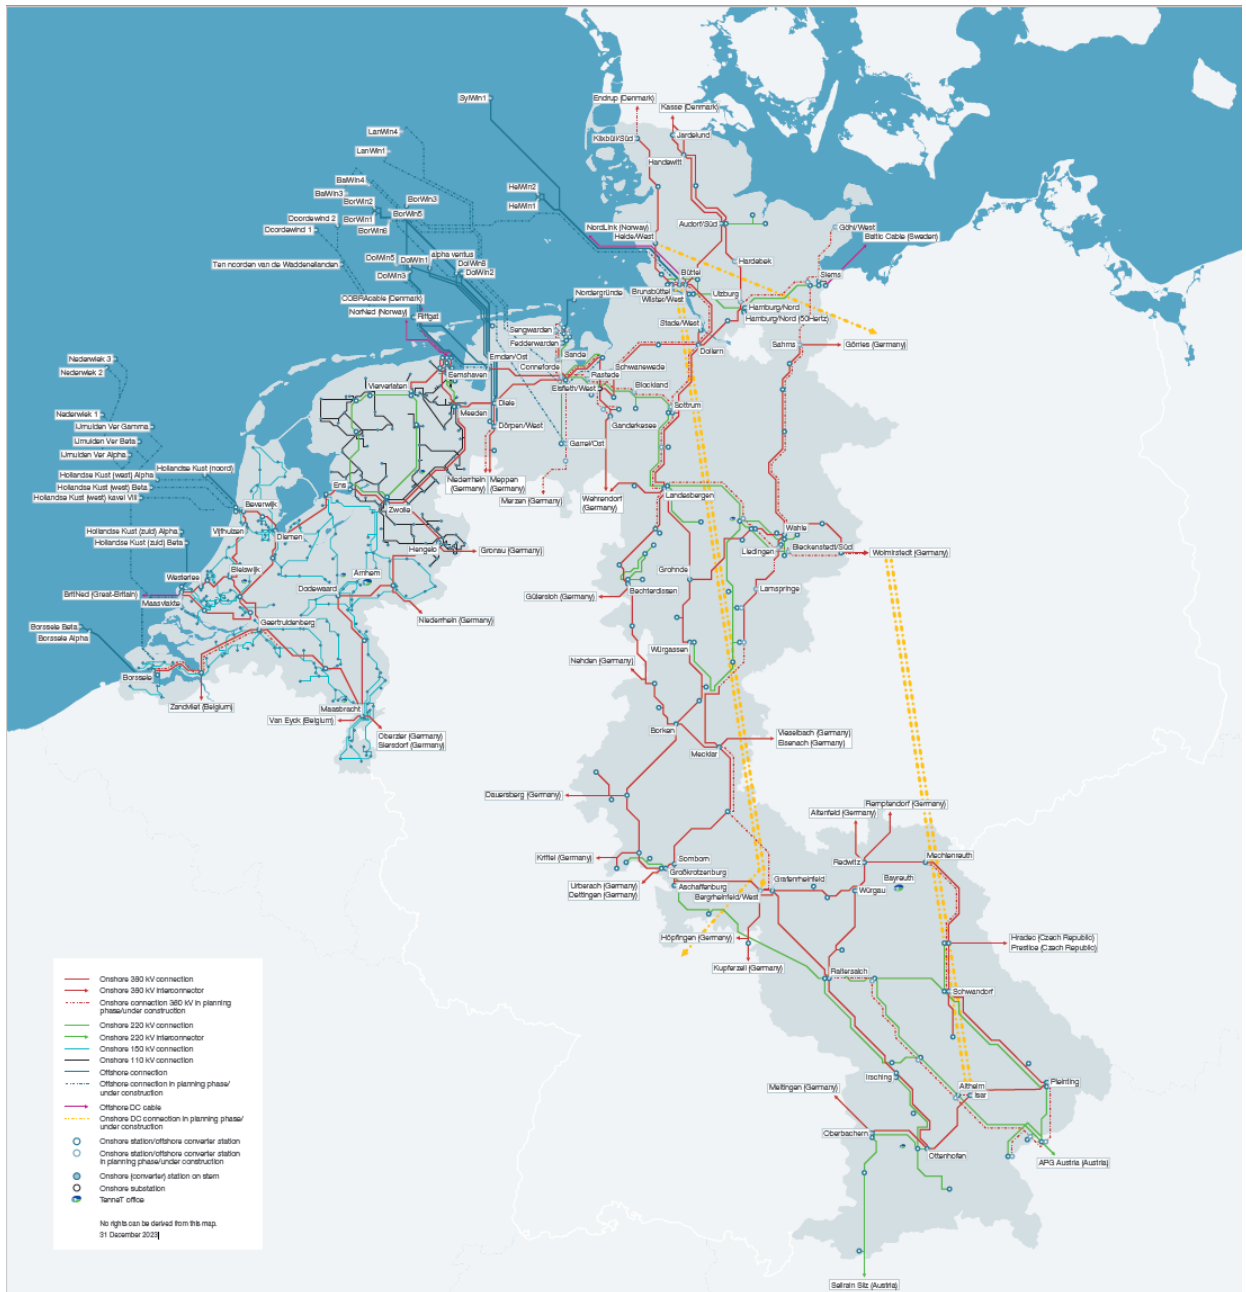 SylWin1
Endrup (Denmark)
Kassø (Denmark)
LanWin4
Klixbüll/Süd
Jardelund
LanWin1
Handewitt
BalWin4
BalWin3
BorWin2
BorWin3
HelWin2
HelWin1
Doordewind 2
BorWin1
BorWin5
Doordewind 1
BorWin6
NordLink (Norway)
Heide/West
Audorf/Süd
Göhl/West
Baltic Cable (Sweden)
Ten noorden van de Waddeneilanden
DolWin5
DolWin1
alpha ventus
DolWin6
DolWin3
DolWin2
Hardebek
Siems
Büttel
Brunsbüttel
Wilster/West
COBRAcable (Denmark)
NorNed (Norway)
Riffgat
Nordergründe
Ulzburg
Hamburg/Nord
Hamburg/Nord (50Hertz)
Stade/West
Sengwarden
Fedderwarden
Sande
Dollern
Sahms
Görries (Germany)
Nederwiek 3
Nederwiek 2
Emden/Ost
Eemshaven
Conneforde
Rastede
Schwanewede
Elsfleth/West
Blockland
Vierverlaten
Meeden
Diele
Sottrum
Nederwiek 1
IJmuiden Ver Gamma
IJmuiden Ver Beta
IJmuiden Ver Alpha
Dörpen/West
Ganderkesee
Garrel/Ost
Hollandse Kust (noord)
Hollandse Kust (west) Alpha
Hollandse Kust (west) Beta
Hollandse Kust (west) kavel VIII
Niederrhein
(Germany)
Meppen
(Germany)
Merzen (Germany)
Wehrendorf
(Germany)
Landesbergen
Ens
Zwolle
Beverwijk
Vijfhuizen
Diemen
Hollandse Kust (zuid) Alpha
Hollandse Kust (zuid) Beta
Hengelo
Gronau (Germany)
Wahle
Bleckenstedt/Süd
Liedingen
Wolmirstedt (Germany)
Bleiswijk
Westerlee
Arnhem
Dodewaard
Grohnde
BritNed (Great-Britain)
Maasvlakte
Gütersloh (Germany)
Bechterdissen
Lamspringe
Borssele Beta
Borssele Alpha
Geertruidenberg
Niederrhein (Germany)
Würgassen
Nehden (Germany)
Borssele
Zandvliet (Belgium)
Maasbracht
Van Eyck (Belgium)
Oberzier (Germany)
Siersdorf (Germany)
Borken
Mecklar
Vieselbach (Germany)
Eisenach (Germany)
Dauersberg (Germany)
Altenfeld (Germany)
Remptendorf (Germany)
Kriftel (Germany)
Somborn
Großkrotzenburg
Redwitz
Mechlenreuth
Urberach (Germany)
Dettingen (Germany)
Aschaffenburg
Bergrheinfeld/West
Grafenrheinfeld
Bayreuth
Würgau
Höpfingen (Germany)
Kupferzell (Germany)
Hradec (Czech Republic)
Prestice (Czech Republic)
Raitersaich
Schwandorf
Irsching
Altheim
Isar
Pleinting
Meitingen (Germany)
Oberbachern
Ottenhofen
APG Austria (Austria)
Sellrain Silz (Austria)
Onshore 380 kV connection
Onshore 380 kV interconnector
Onshore connection 380 kV in planning
phase/under construction
Onshore 220 kV connection
Onshore 220 kV interconnector
Onshore 150 kV connection
Onshore 110 kV connection
Offshore connection
Offshore connection in planning phase/
under construction
Offshore DC cable
Onshore DC connection in planning phase/
under construction
Onshore station/offshore converter station
Onshore station/offshore converter station
in planning phase/under construction
Onshore (converter) station on stern
Onshore substation
TenneT office
No rights can be derived from this map.
31 December 2023